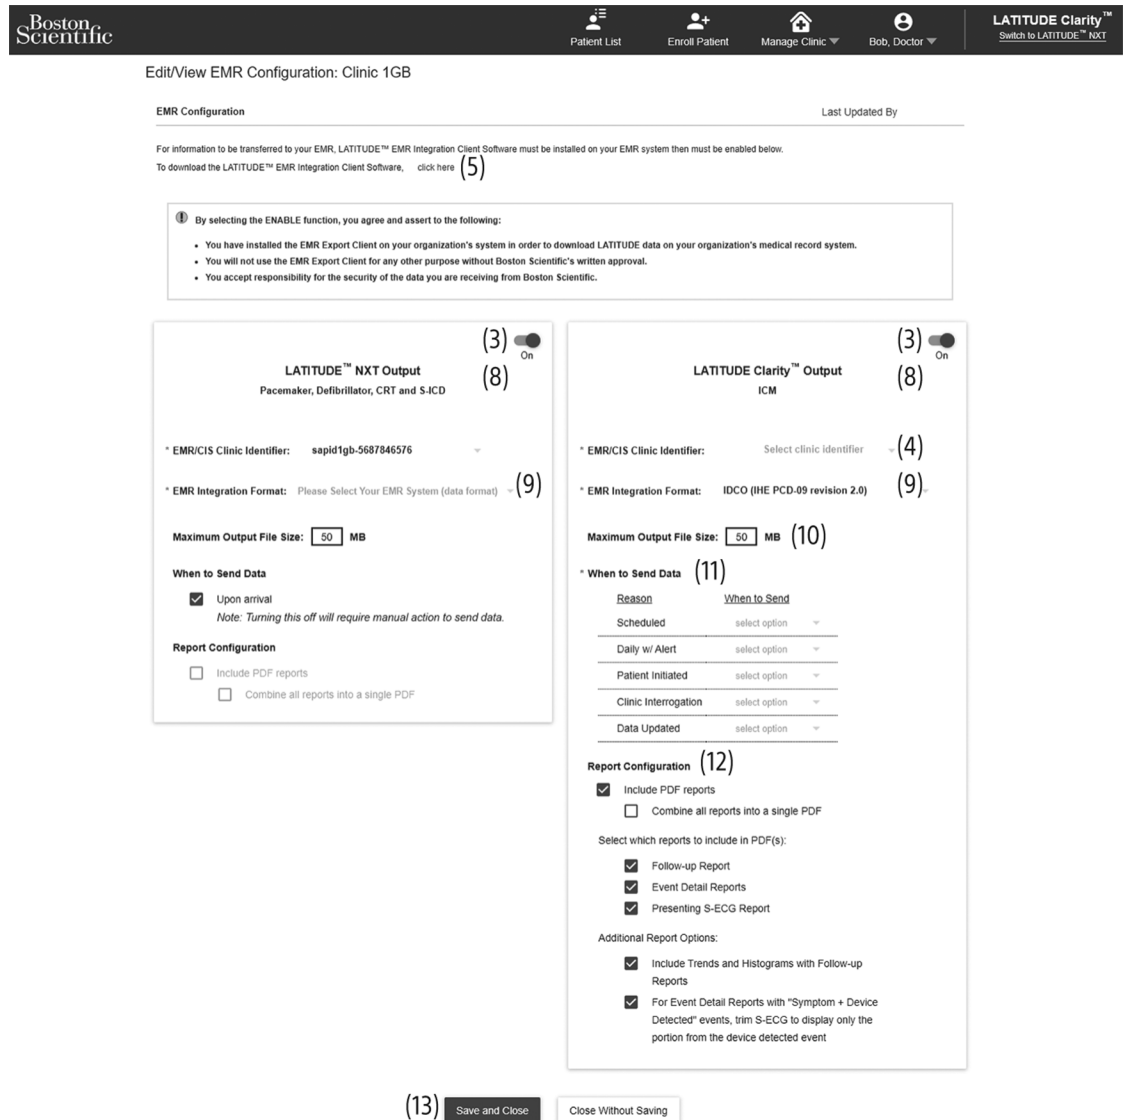 Boston
Scientific
Patient List
Enroll Patient
Manage Clinic
Bob, Doctor
LATITUDE Clarity™
Switch to LATITUDE™ NXT
Edit/View EMR Configuration: Clinic 1GB
EMR Configuration
Last Updated By
For information to be transferred to your EMR, LATITUDE™ EMR Integration Client Software must be installed on your EMR system then must be enabled below.
To download the LATITUDE™ EMR Integration Client Software, click here (5)
By selecting the ENABLE function, you agree and assert to the following:
• You have installed the EMR Export Client on your organization's system in order to download LATITUDE data on your organization's medical record system.
• You will not use the EMR Export Client for any other purpose without Boston Scientific's written approval.
• You accept responsibility for the security of the data you are receiving from Boston Scientific.
(3)
On
LATITUDE™ NXT Output
(8)
Pacemaker, Defibrillator, CRT and S-ICD
* EMR/CIS Clinic Identifier: sapid1gb-5687846576
* EMR Integration Format: Please Select Your EMR System (data format) (9)
Maximum Output File Size: 50 MB
When to Send Data
Upon arrival
Note: Turning this off will require manual action to send data.
Report Configuration
Include PDF reports
Combine all reports into a single PDF
(3)
On
LATITUDE Clarity™ Output
(8)
ICM
* EMR/CIS Clinic Identifier: Select clinic identifier (4)
* EMR Integration Format: IDCO (IHE PCD-09 revision 2.0) (9)
Maximum Output File Size: 50 MB (10)
* When to Send Data (11)
Reason When to Send
Scheduled select option
Daily w/ Alert select option
Patient Initiated select option
Clinic Interrogation select option
Data Updated select option
Report Configuration (12)
Include PDF reports
Combine all reports into a single PDF
Select which reports to include in PDF(s):
Follow-up Report
Event Detail Reports
Presenting S-ECG Report
Additional Report Options:
Include Trends and Histograms with Follow-up
Reports
For Event Detail Reports with "Symptom + Device
Detected" events, trim S-ECG to display only the
portion from the device detected event
(13) Save and Close
Close Without Saving